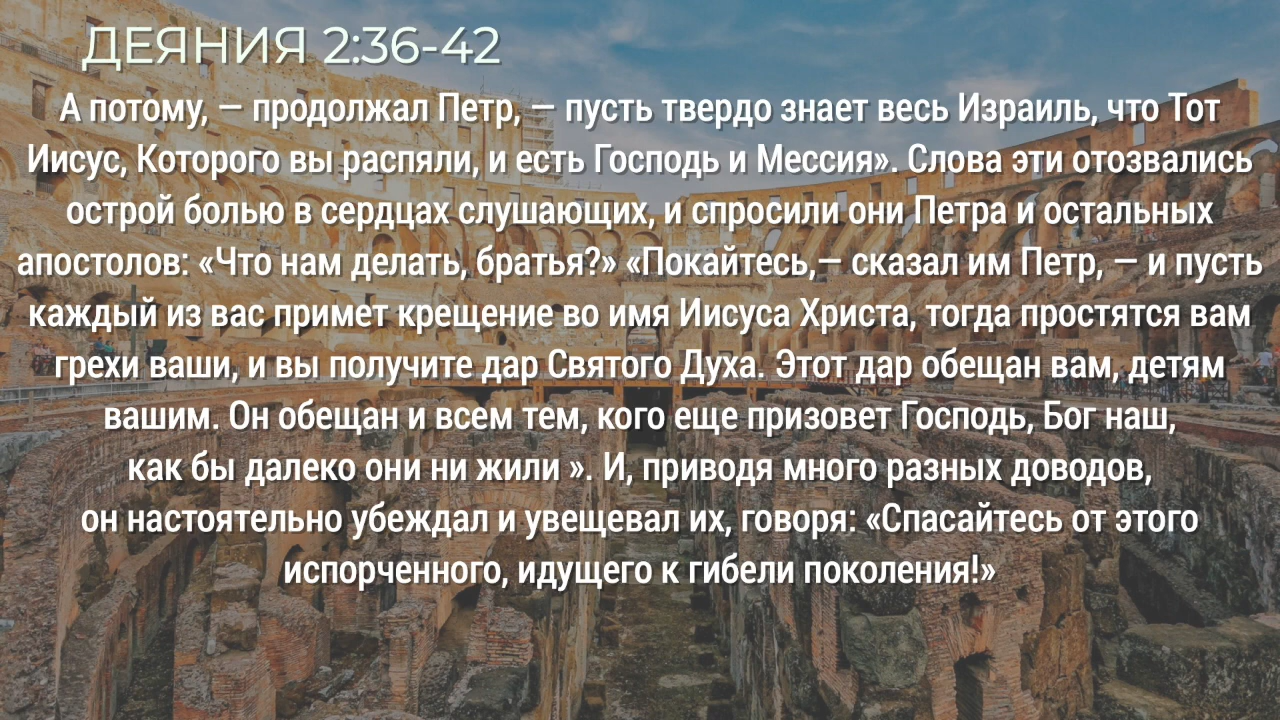 ДЕЯНИЯ 2:36-42
А потому, — продолжал Петр, — пусть твердо знает весь Израиль, что Тот
Иисус, Которого вы распяли, и есть Господь и Мессия». Слова эти отозвались
острой болью в сердцах слушающих, и спросили они Петра и остальных
апостолов: «Что нам делать, братья?» «Покайтесь,— сказал им Петр, — и пусть
каждый из вас примет крещение во имя Иисуса Христа, тогда простятся вам
грехи ваши, и вы получите дар Святого Духа. Этот дар обещан вам, детям
вашим. Он обещан и всем тем, кого еще призовет Господь, Бог наш,
как бы далеко они ни жили ». И, приводя много разных доводов,
он настоятельно убеждал и увещевал их, говоря: «Спасайтесь от этого
испорченного, идущего к гибели поколения!»